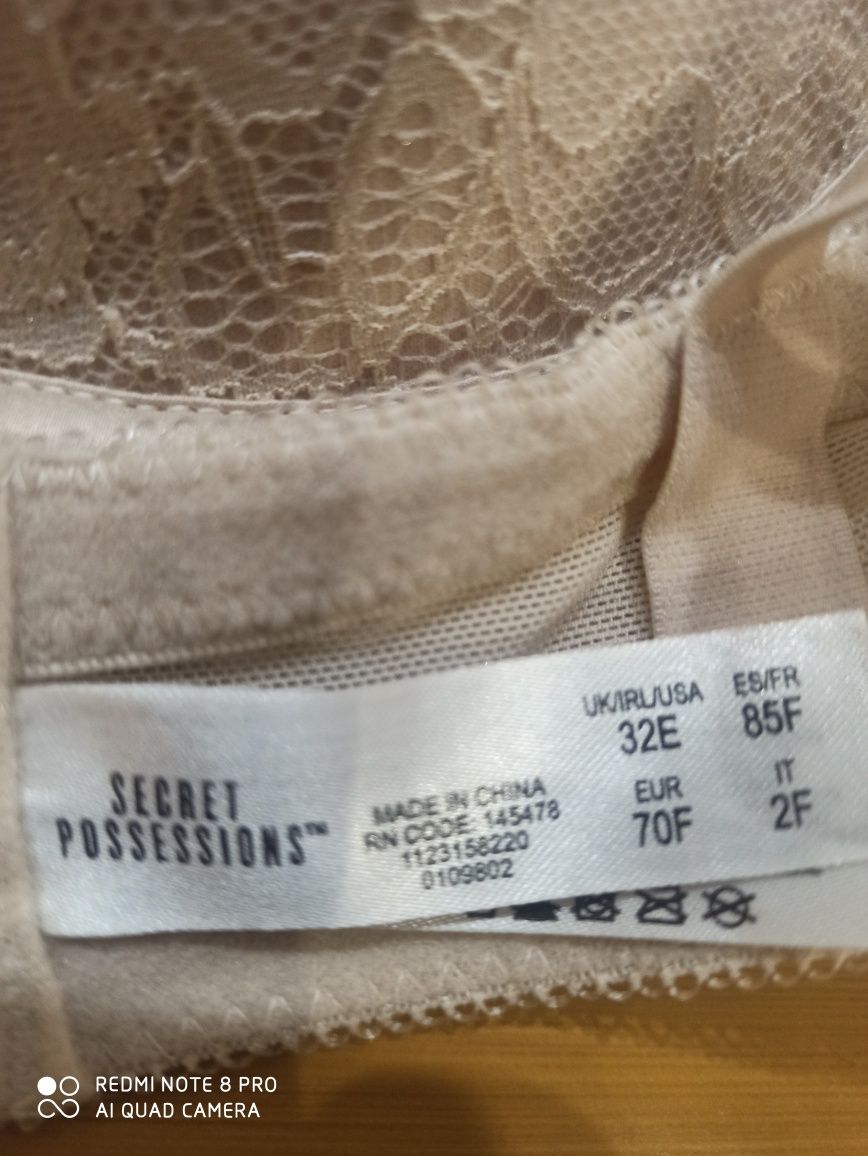 SECRET
POSSESSIONS™
MADE IN CHINA
RN CODE: 145478
1123158220
0109802
UK/IRL/USA
32E
ES/FR
85F
EUR
70F
IT
2F
REDMI NOTE 8 PRO
AI QUAD CAMERA